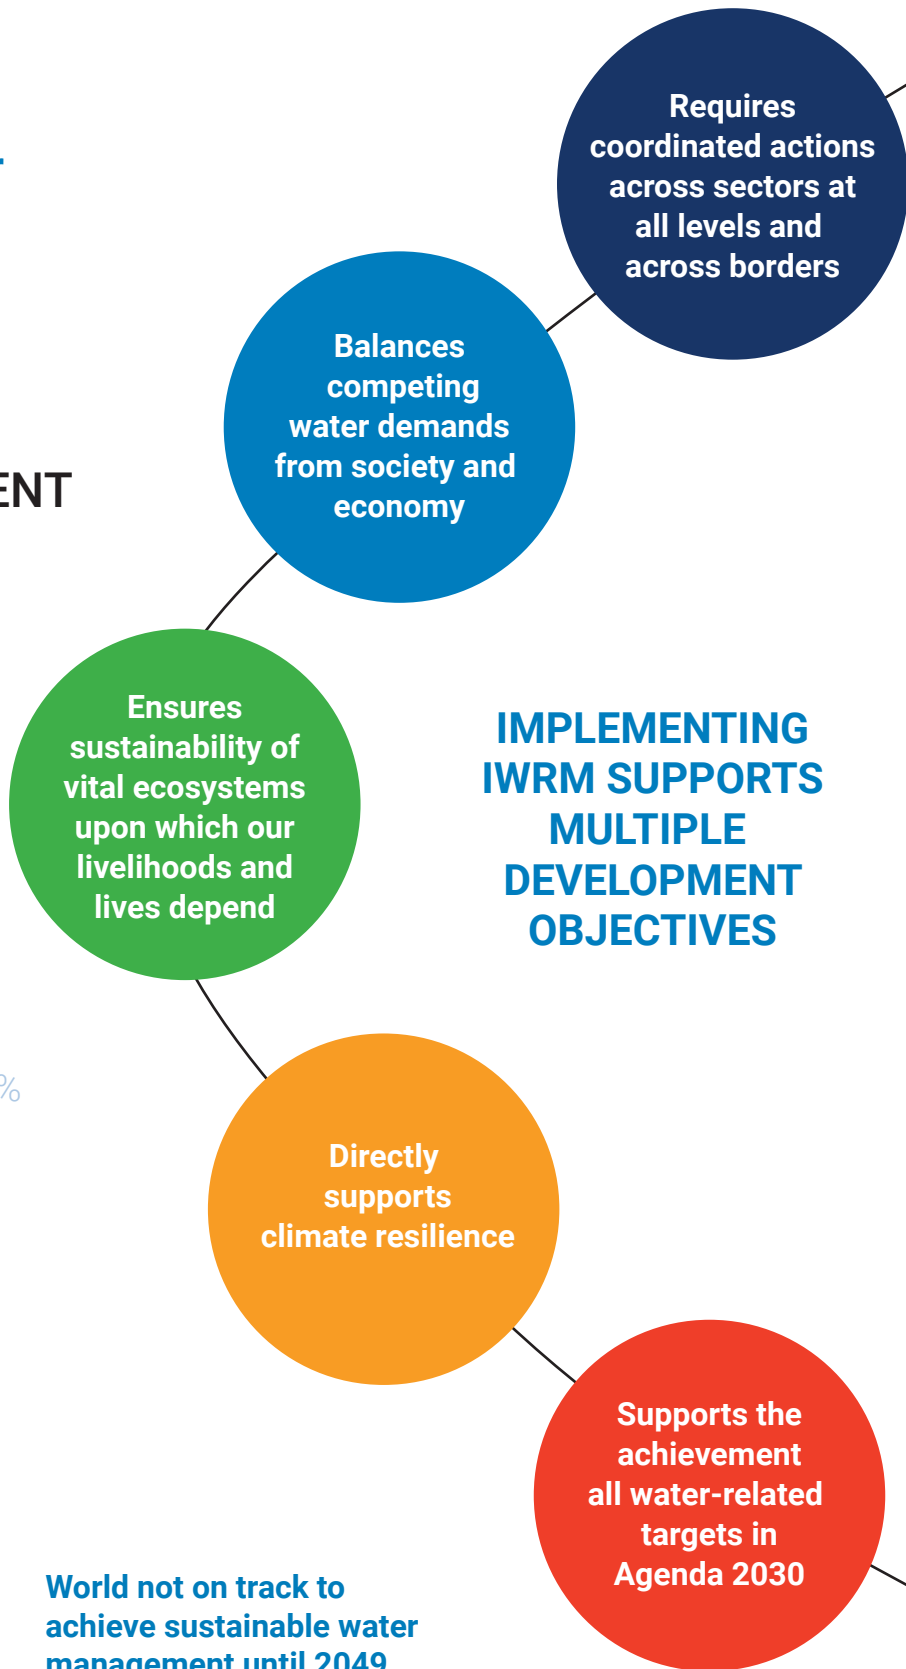 Requires
coordinated actions
across sectors at
all levels and
across borders
Balances
competing
water demands
from society and
economy
ENT
Ensures
sustainability of
vital ecosystems
upon which our
livelihoods and
lives depend
IMPLEMENTING
IWRM SUPPORTS
MULTIPLE
DEVELOPMENT
OBJECTIVES
%
Directly
supports
climate resilience
Supports the
achievement
all water-related
targets in
Agenda 2030
World not on track to
achieve sustainable water
management until 2049